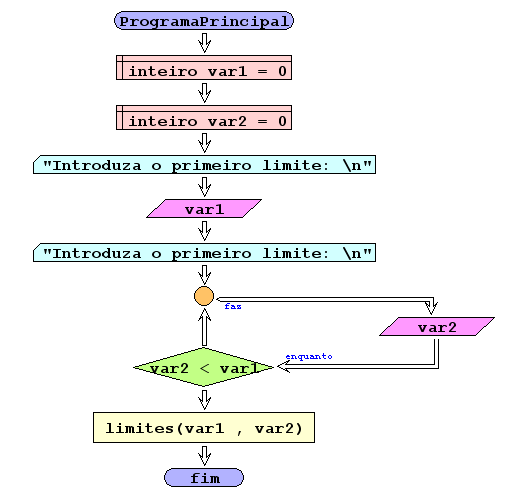 ProgramaPrincipal
inteiro var1 = 0
inteiro var2 = 0
"Introduza o primeiro limite: \n"
var1
"Introduza o primeiro limite: \n"
faz
var2
enquanto
var2 < var1
limites(var1 , var2)
fim